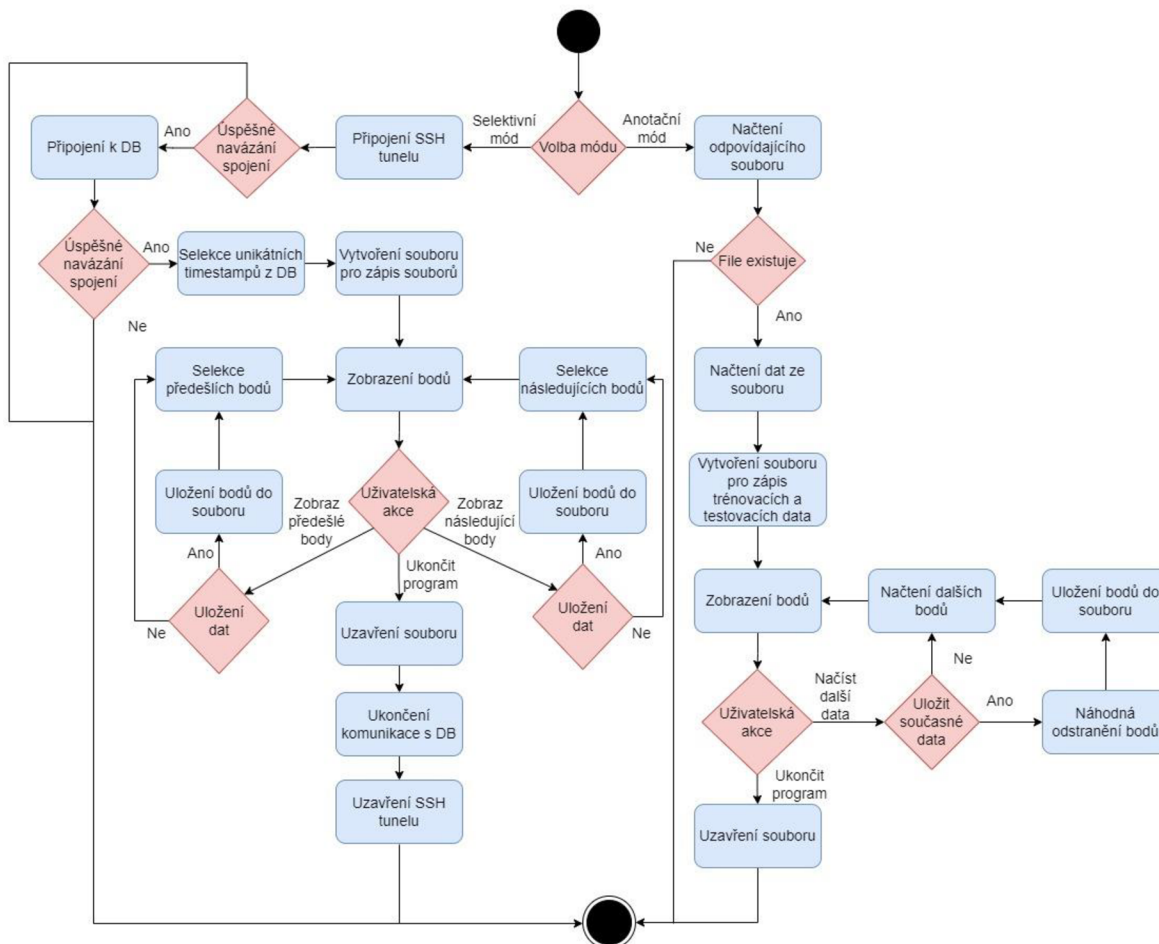 Selektivní
mód
Anotační
mód
Volba módu
Připojení SSH
tunelu
Úspěšné
navázání
spojení
Ano
Připojení k DB
Načtení
odpovídajícího
souboru
Úspěšné
navázání
spojení
Ano
Selekce unikátních
timestampů z DB
Vytvoření souboru
pro zápis souborů
Ne
File existuje
Ne
Ano
Selekce
předešlích bodů
Zobrazení bodů
Selekce
následujících bodů
Načtení dat ze
souboru
Uložení bodů do
souboru
Zobraz
předešlé
body
Uživatelská
akce
Zobraz
následující
body
Uložení bodů do
souboru
Vytvoření souboru
pro zápis
trénovacích a
testovacích data
Ano
Ukončit
program
Ano
Uložení
dat
Ne
Uložení
dat
Ne
Uzavření souboru
Zobrazení bodů
Načtení dalších
bodů
Uložení bodů do
souboru
Ukončení
komunikace s DB
Uživatelská
akce
Načíst
další
data
Ne
Uložit
současné
data
Ano
Náhodná
odstranění bodů
Uzavření SSH
tunelu
Ukončit
program
Uzavření souboru